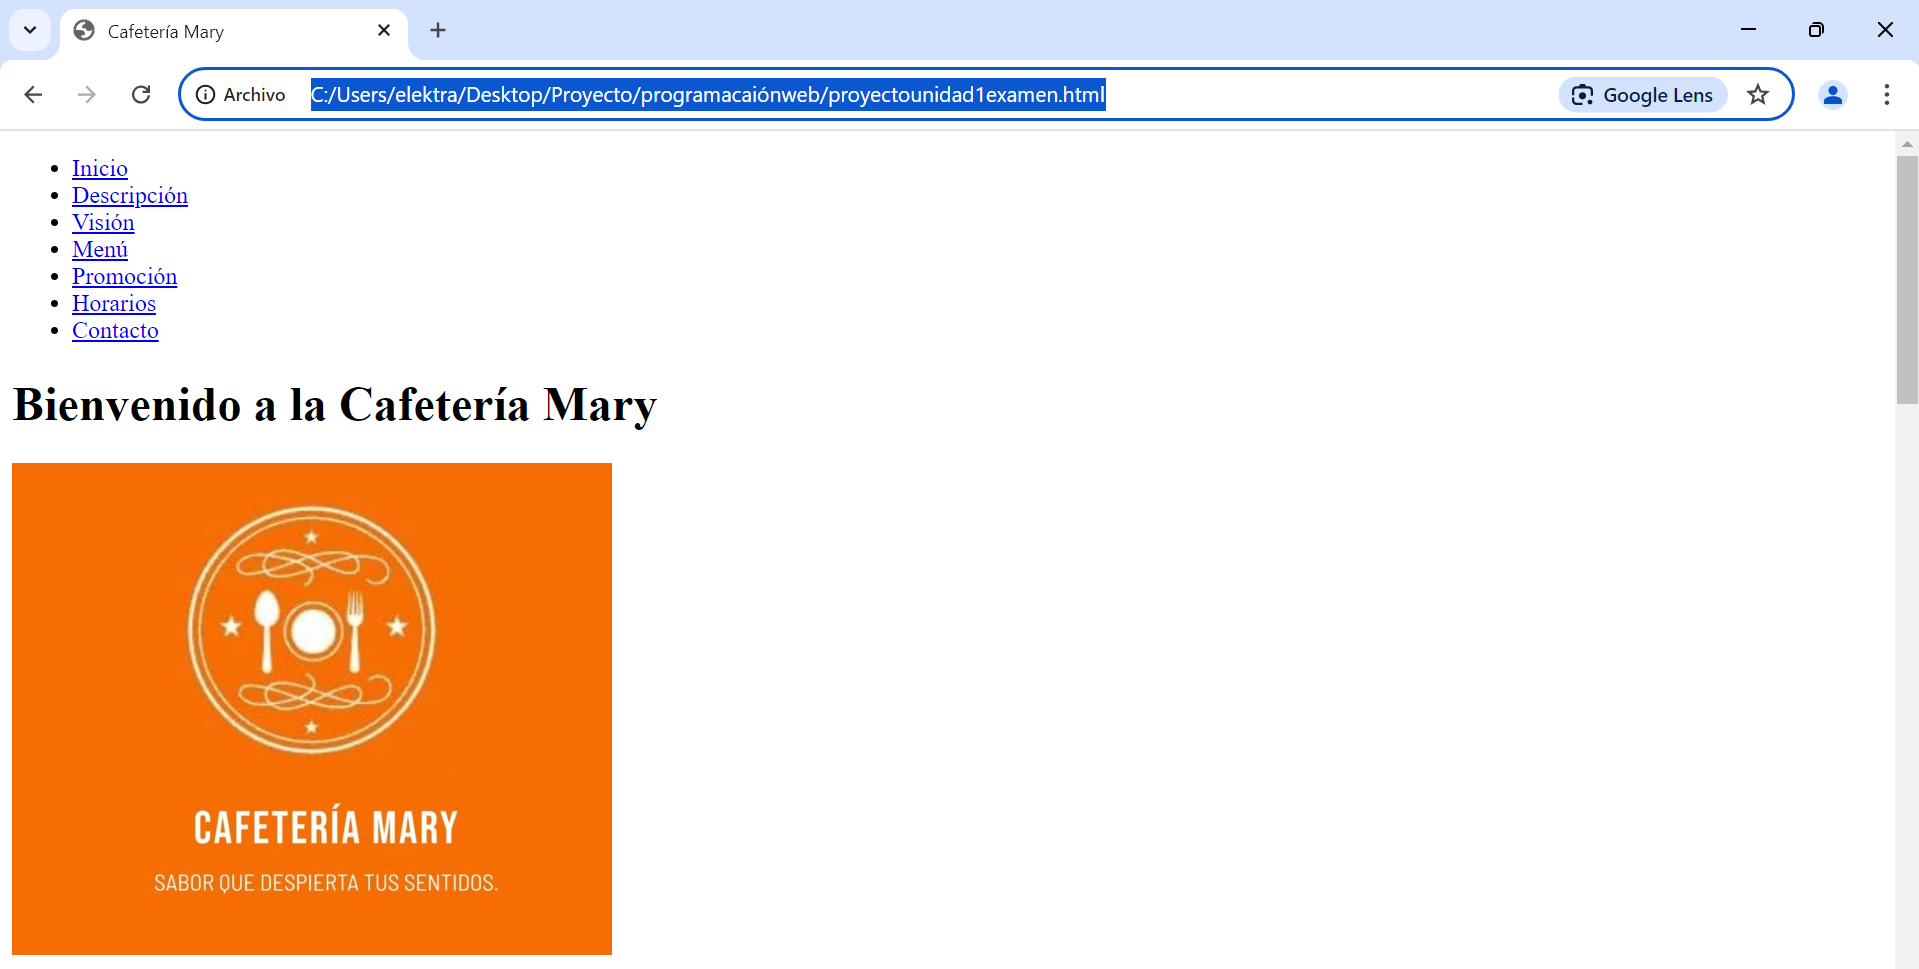 Cafetería Mary
Archivo C:/Users/elektra/Desktop/Proyecto/programacaiónweb/proyectounidad1examen.html Google Lens
Inicio
Descripción
Visión
Menú
Promoción
Horarios
Contacto
Bienvenido a la Cafetería Mary
CAFETERÍA MARY
SABOR QUE DESPIERTA TUS SENTIDOS.